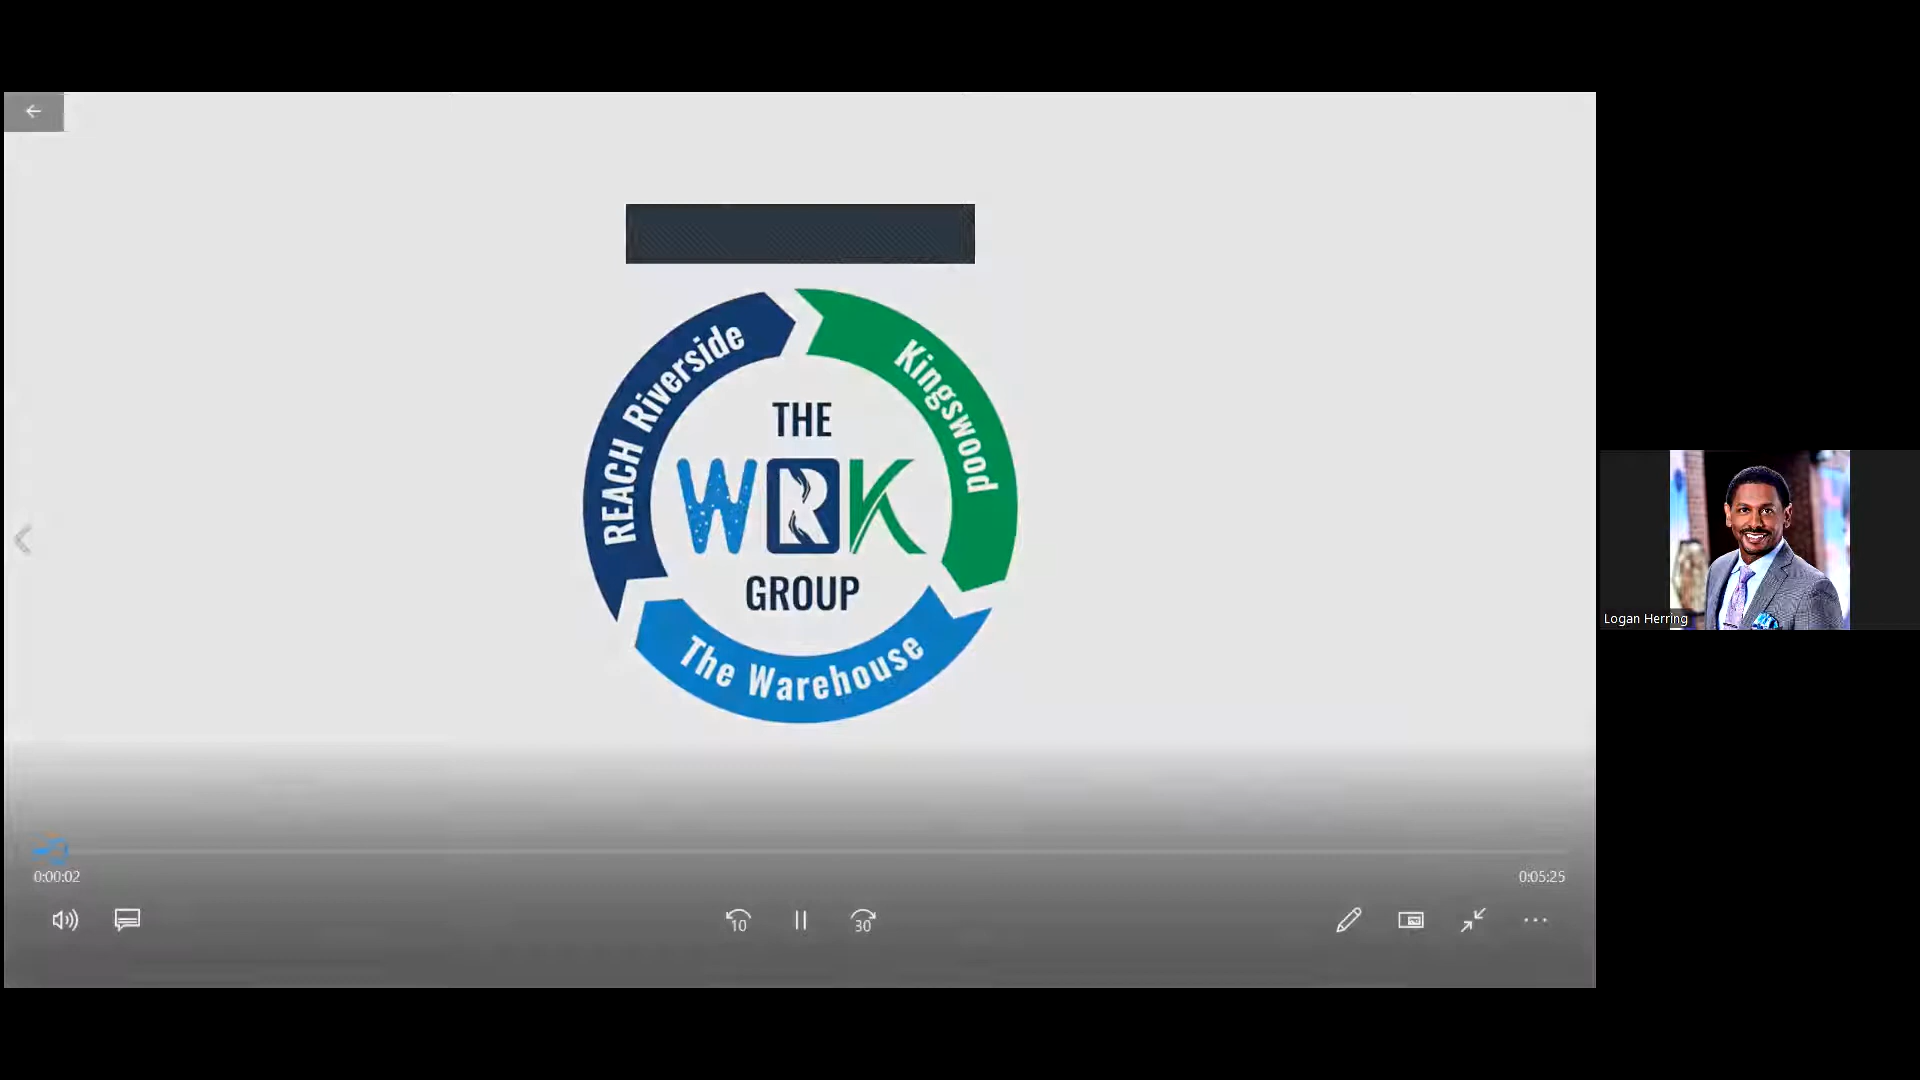 REACH Riverside
Kingswood
THE
WRK
GROUP
The Warehouse
0:00:02
0:05:25
10
30
Logan Herring